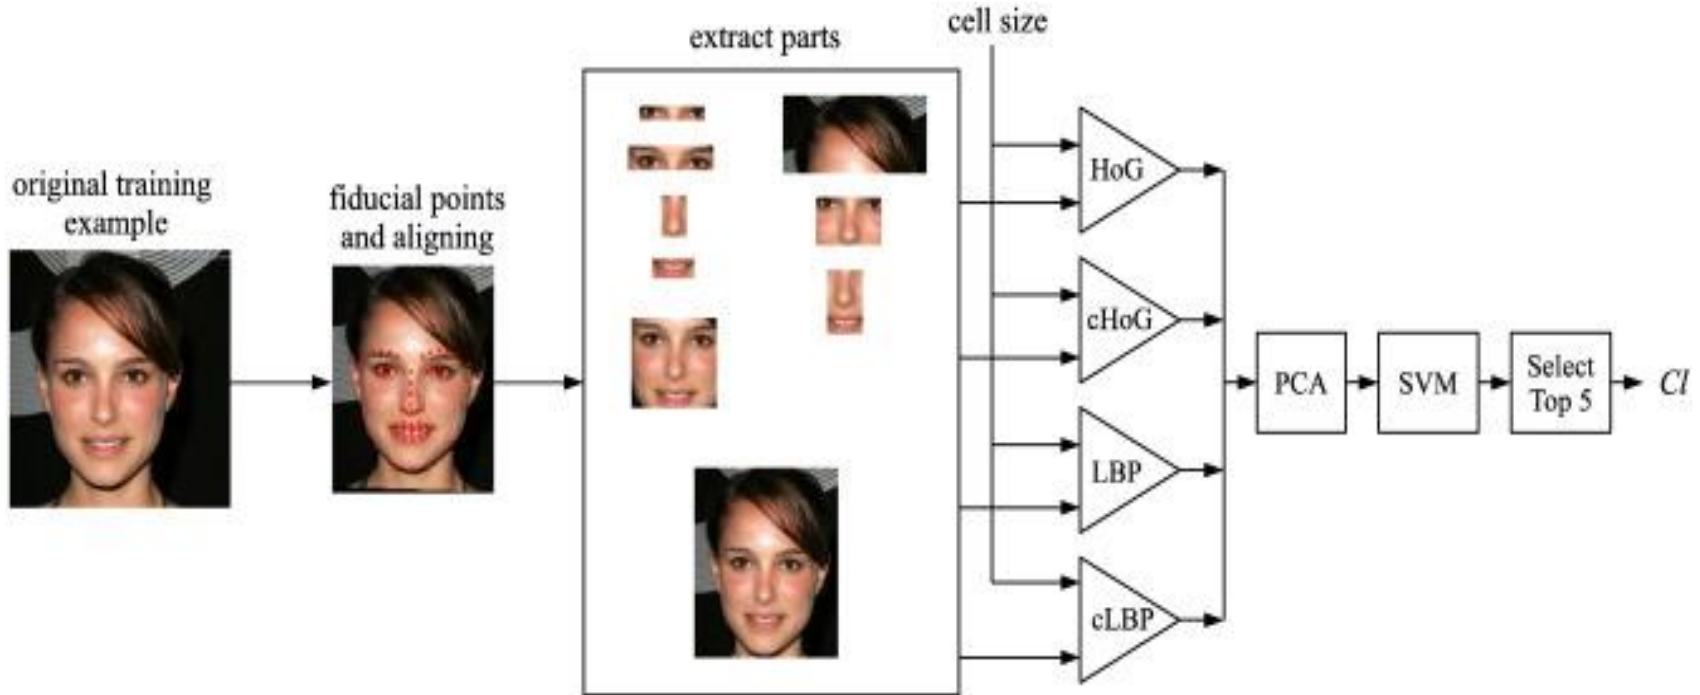 original training
example
fiducial points
and aligning
extract parts
cell size
HoG
cHoG
LBP
cLBP
PCA
SVM
Select
Top 5
Cl